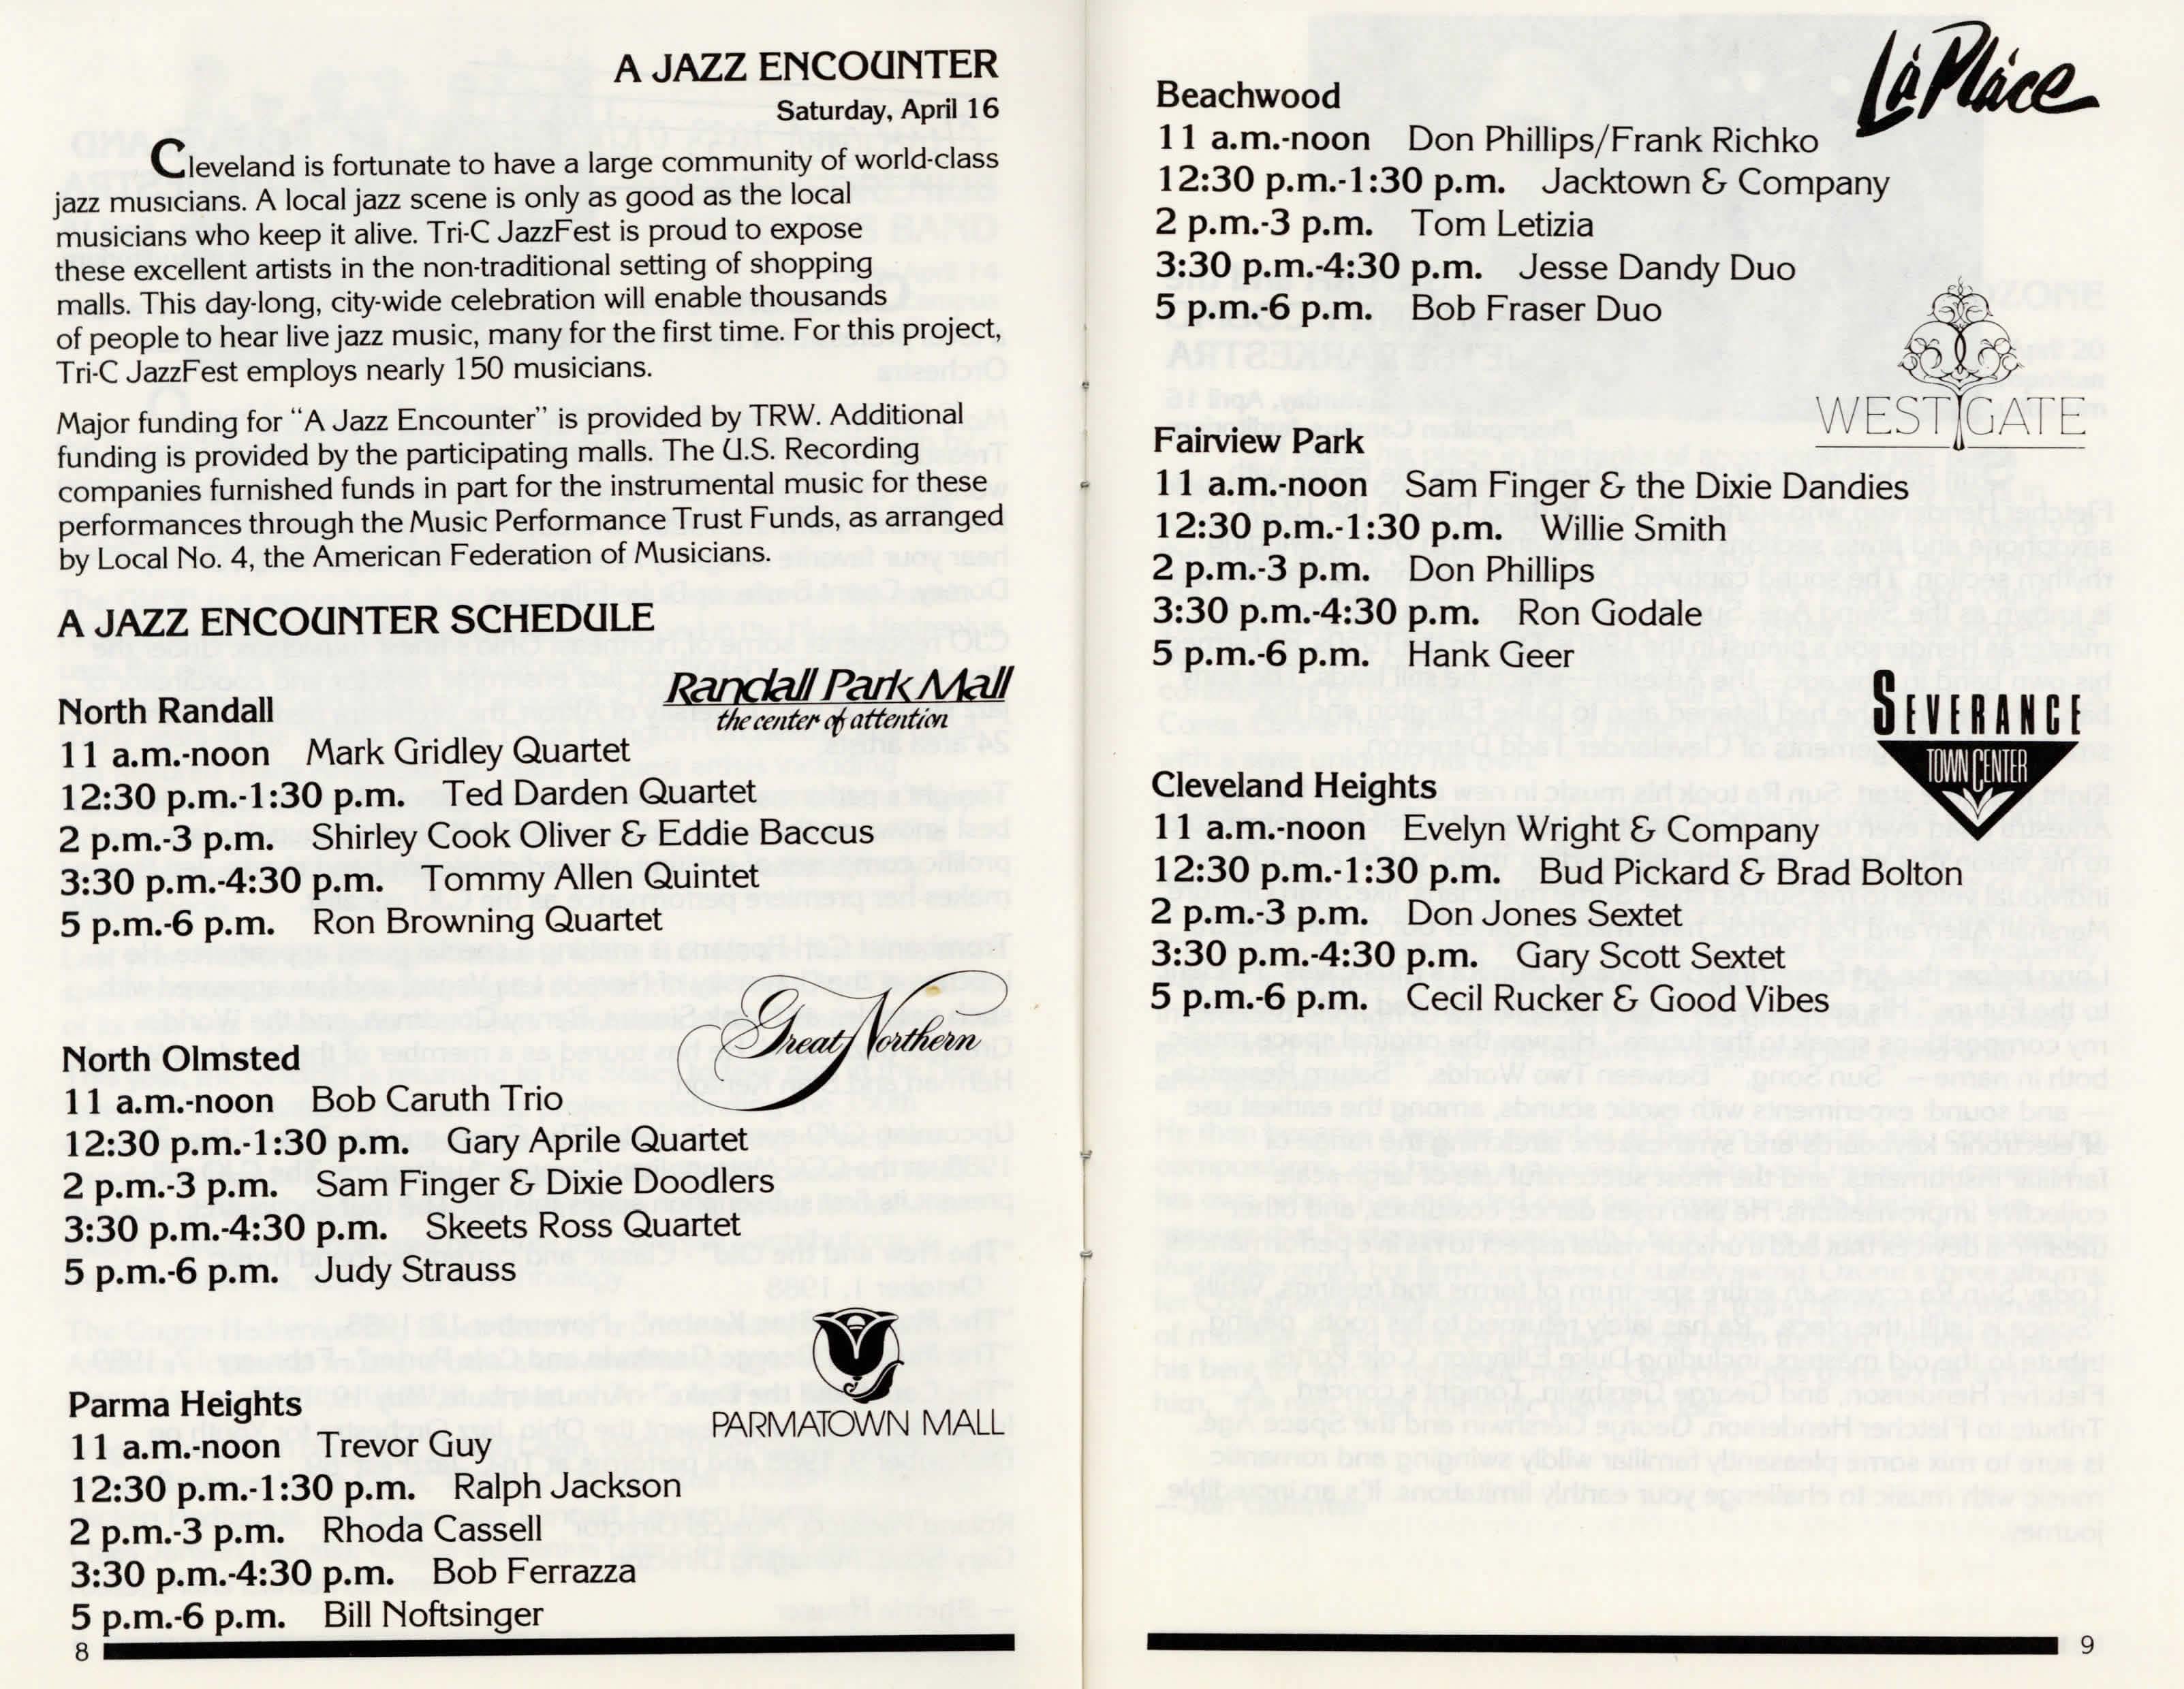 A JAZZ ENCOUNTER
Saturday, April 16
Cleveland is fortunate to have a large community of world-class
jazz musicians. A local jazz scene is only as good as the local
musicians who keep it alive. Tri-C JazzFest is proud to expose
these excellent artists in the non-traditional setting of shopping
malls. This day-long, city-wide celebration will enable thousands
of people to hear live jazz music, many for the first time. For this project,
Tri-C JazzFest employs nearly 150 musicians.
Major funding for “A Jazz Encounter” is provided by TRW. Additional
funding is provided by the participating malls. The U.S. Recording
companies furnished funds in part for the instrumental music for these
performances through the Music Performance Trust Funds, as arranged
by Local No. 4, the American Federation of Musicians.
A JAZZ ENCOUNTER SCHEDULE
Randall Park Mall
the center of attention
North Randall
11 a.m.-noon Mark Gridley Quartet
12:30 p.m.-1:30 p.m. Ted Darden Quartet
2 p.m.-3 p.m. Shirley Cook Oliver & Eddie Baccus
3:30 p.m.-4:30 p.m. Tommy Allen Quintet
5 p.m.-6 p.m. Ron Browning Quartet
Great Northern
North Olmsted
11 a.m.-noon Bob Caruth Trio
12:30 p.m.-1:30 p.m. Gary Aprile Quartet
2 p.m.-3 p.m. Sam Finger & Dixie Doodlers
3:30 p.m.-4:30 p.m. Skeets Ross Quartet
5 p.m.-6 p.m. Judy Strauss
PARMATOWN MALL
Parma Heights
11 a.m.-noon Trevor Guy
12:30 p.m.-1:30 p.m. Ralph Jackson
2 p.m.-3 p.m. Rhoda Cassell
3:30 p.m.-4:30 p.m. Bob Ferrazza
5 p.m.-6 p.m. Bill Noftsinger
8
La Place
Beachwood
11 a.m.-noon Don Phillips/Frank Richko
12:30 p.m.-1:30 p.m. Jacktown & Company
2 p.m.-3 p.m. Tom Letizia
3:30 p.m.-4:30 p.m. Jesse Dandy Duo
5 p.m.-6 p.m. Bob Fraser Duo
WESTGATE
Fairview Park
11 a.m.-noon Sam Finger & the Dixie Dandies
12:30 p.m.-1:30 p.m. Willie Smith
2 p.m.-3 p.m. Don Phillips
3:30 p.m.-4:30 p.m. Ron Godale
5 p.m.-6 p.m. Hank Geer
SEVERANCE
TOWN CENTER
Cleveland Heights
11 a.m.-noon Evelyn Wright & Company
12:30 p.m.-1:30 p.m. Bud Pickard & Brad Bolton
2 p.m.-3 p.m. Don Jones Sextet
3:30 p.m.-4:30 p.m. Gary Scott Sextet
5 p.m.-6 p.m. Cecil Rucker & Good Vibes
9